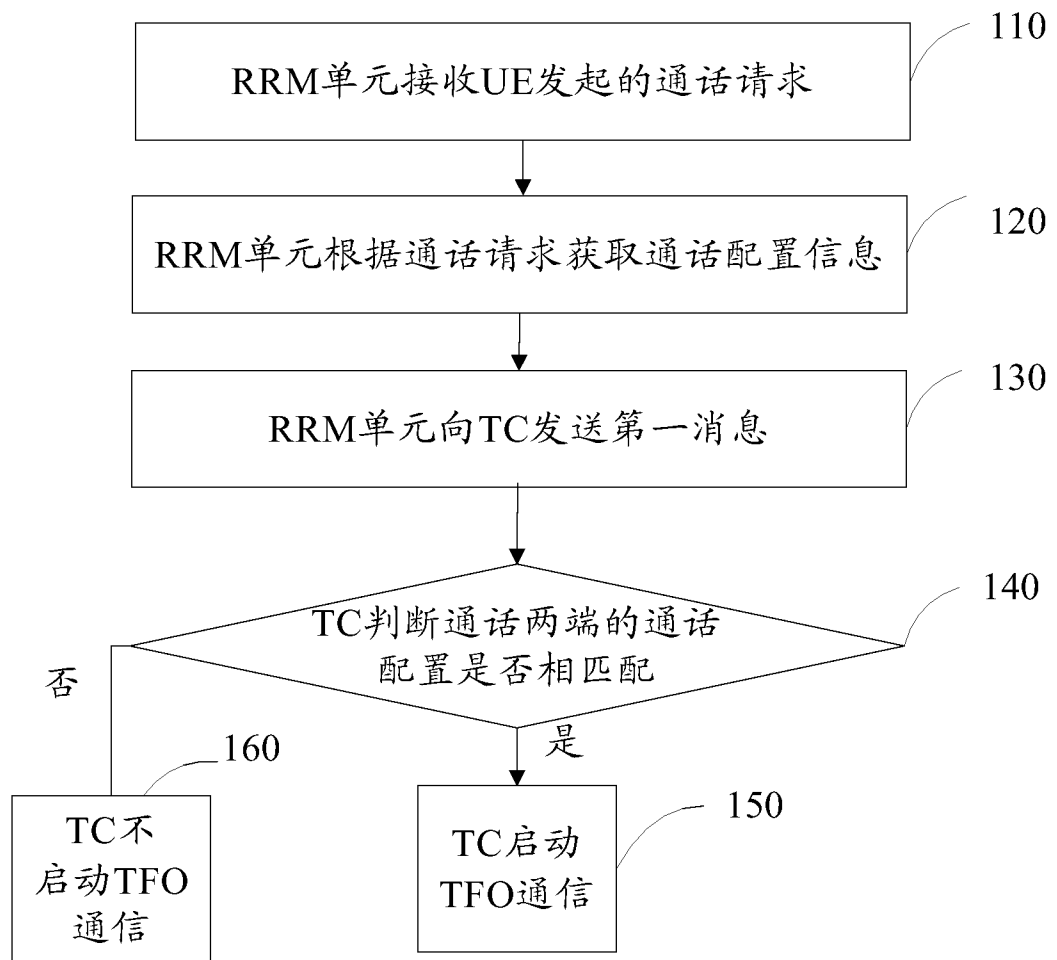 110
RRM单元接收UE发起的通话请求
120
RRM单元根据通话请求获取通话配置信息
130
RRM单元向TC发送第一消息
140
TC判断通话两端的通话
配置是否相匹配
否
是
160
TC不
启动TFO
通信
150
TC启动
TFO通信